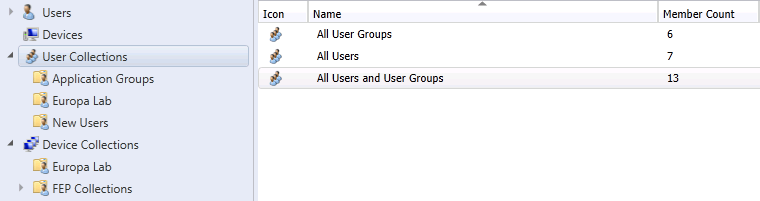 Users
Devices
User Collections
Application Groups
Europa Lab
New Users
Device Collections
Europa Lab
FEP Collections
Icon Name Member Count
All User Groups 6
All Users 7
All Users and User Groups 13